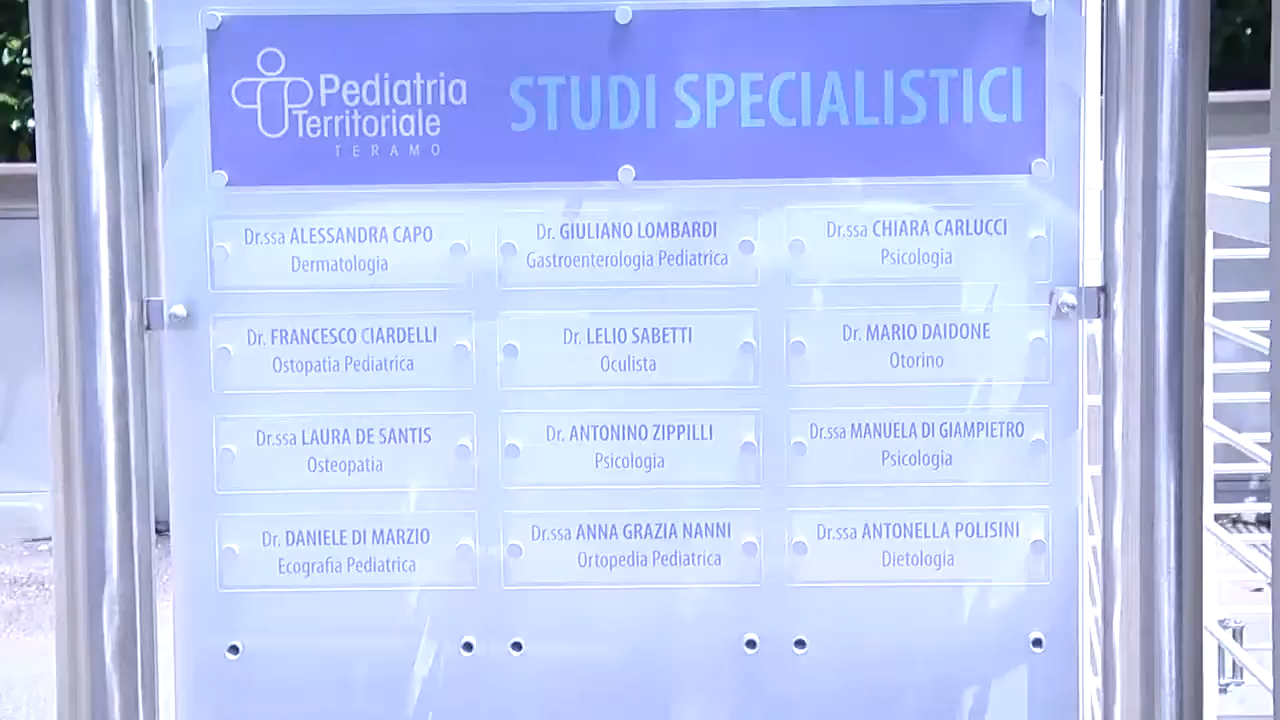 Pediatria
Territoriale
TERAMO
STUDI SPECIALISTICI
Dr.ssa ALESSANDRA CAPO
Dermatologia
Dr. GIULIANO LOMBARDI
Gastroenterologia Pediatrica
Dr.ssa CHIARA CARLUCCI
Psicologia
Dr. FRANCESCO CIARDELLI
Ostopatia Pediatrica
Dr. LELIO SABETTI
Oculista
Dr. MARIO DAIDONE
Otorino
Dr.ssa LAURA DE SANTIS
Osteopatia
Dr. ANTONINO ZIPPILLI
Psicologia
Dr.ssa MANUELA DI GIAMPIETRO
Psicologia
Dr. DANIELE DI MARZIO
Ecografia Pediatrica
Dr.ssa ANNA GRAZIA NANNI
Ortopedia Pediatrica
Dr.ssa ANTONELLA POLISINI
Dietologia